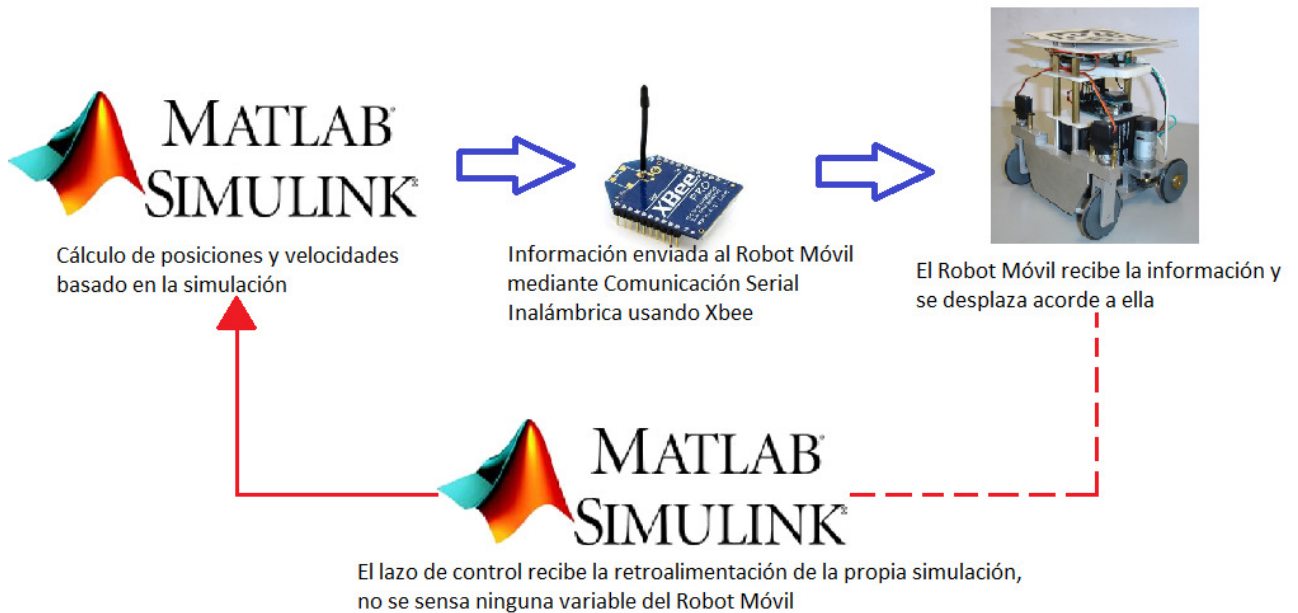 MATLAB®
SIMULINK®
Cálculo de posiciones y velocidades
basado en la simulación
XBee
PRO
Información enviada al Robot Móvil
mediante Comunicación Serial
Inalámbrica usando Xbee
El Robot Móvil recibe la información y
se desplaza acorde a ella
MATLAB®
SIMULINK®
El lazo de control recibe la retroalimentación de la propia simulación,
no se sensa ninguna variable del Robot Móvil